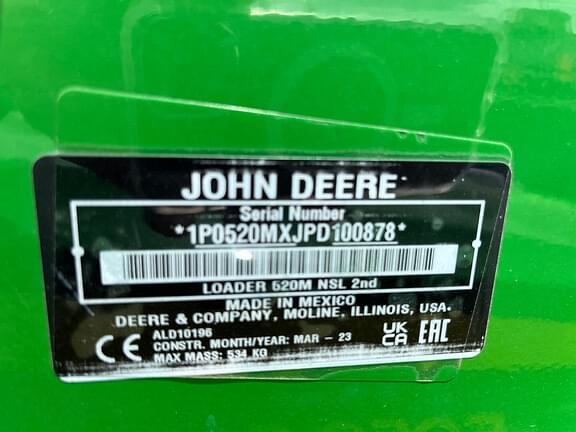 JOHN DEERE
Serial Number
*1P0520MXJPD100878*
LOADER 520M NSL 2nd
MADE IN MEXICO
DEERE & COMPANY, MOLINE, ILLINOIS, USA.
ALD10196
CONSTR. MONTH/YEAR: MAR - 23
MAX MASS: 534 KG
CE
UK CA
EAC